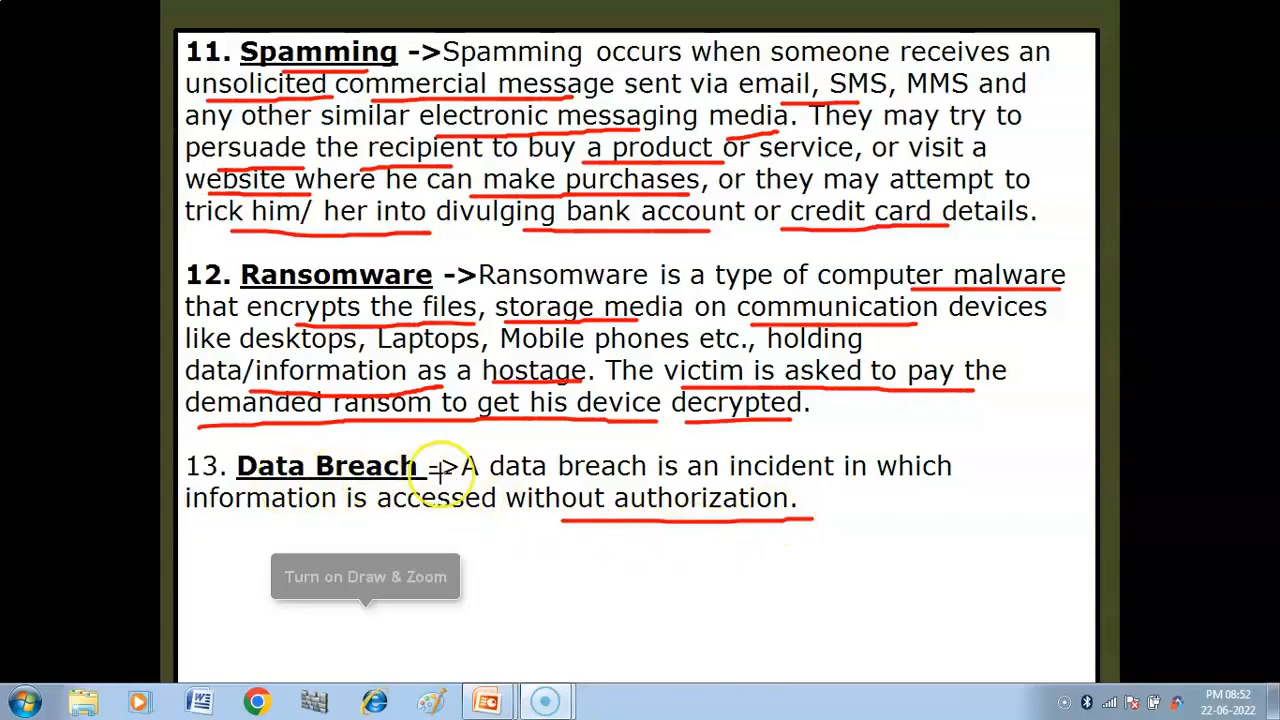 11. Spamming ->Spamming occurs when someone receives an
unsolicited commercial message sent via email, SMS, MMS and
any other similar electronic messaging media. They may try to
persuade the recipient to buy a product or service, or visit a
website where he can make purchases, or they may attempt to
trick him/ her into divulging bank account or credit card details.
12. Ransomware ->Ransomware is a type of computer malware
that encrypts the files, storage media on communication devices
like desktops, Laptops, Mobile phones etc., holding
data/information as a hostage. The victim is asked to pay the
demanded ransom to get his device decrypted.
13. Data Breach ->A data breach is an incident in which
information is accessed without authorization.
Turn on Draw & Zoom
PM 08:52
22-06-2022